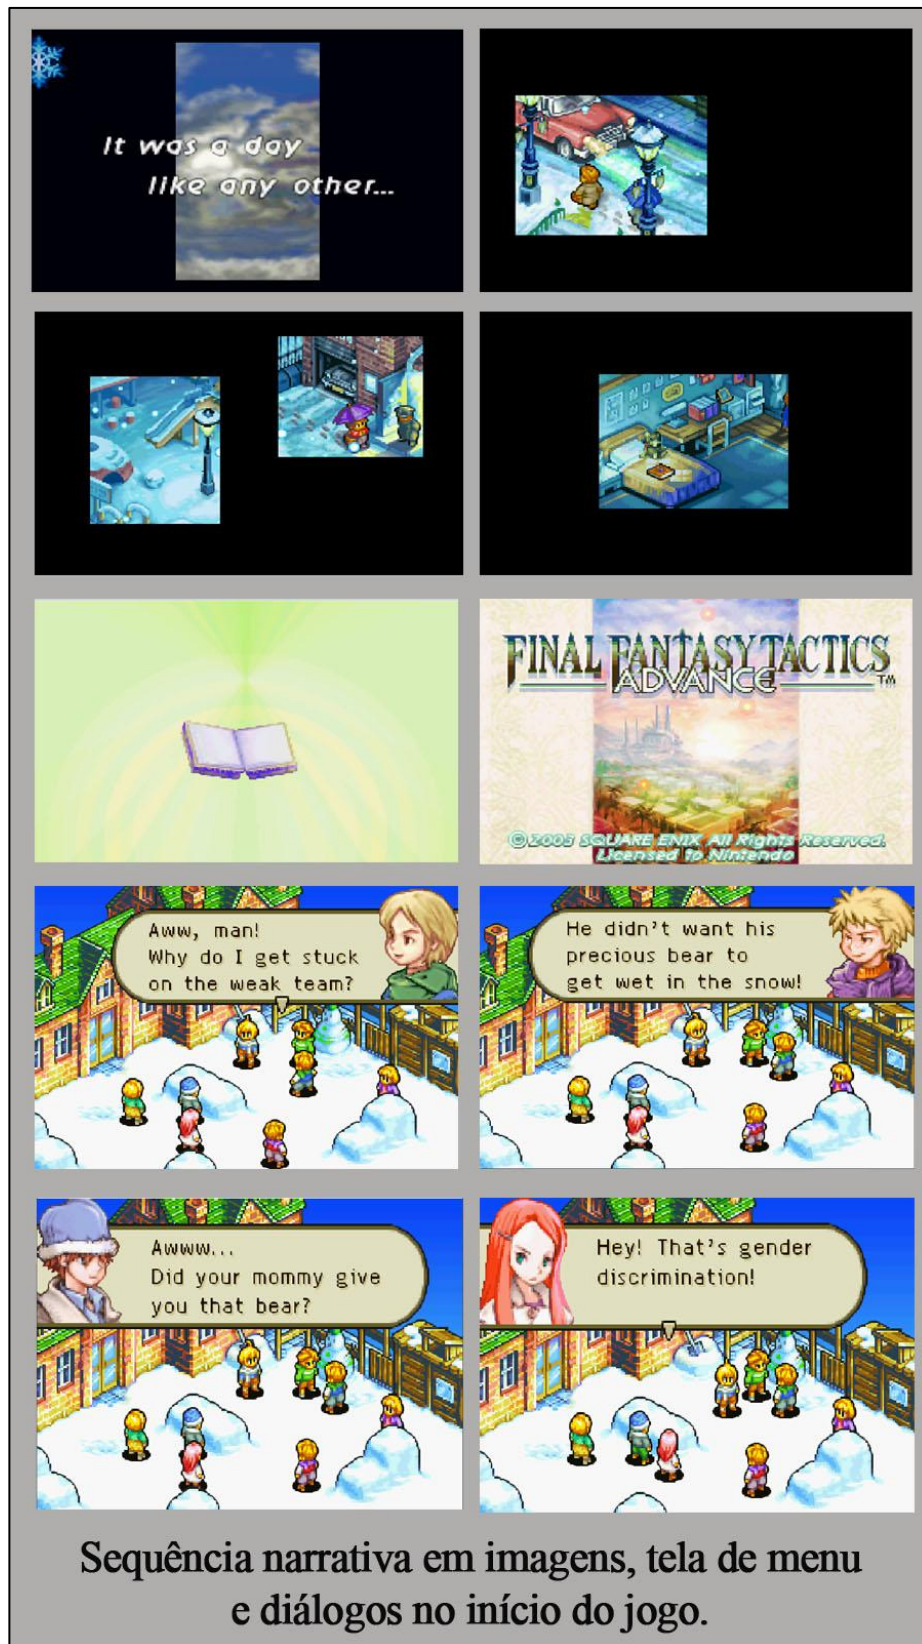 It was a day
like any other...
FINAL FANTASY TACTICS
ADVANCE TM
© 2003 SQUARE ENIX All Rights Reserved.
Licensed to Nintendo
Aww, man!
Why do I get stuck
on the weak team?
He didn't want his
precious bear to
get wet in the snow!
Awww...
Did your mommy give
you that bear?
Hey! That's gender
discrimination!
Sequência narrativa em imagens, tela de menu
e diálogos no início do jogo.